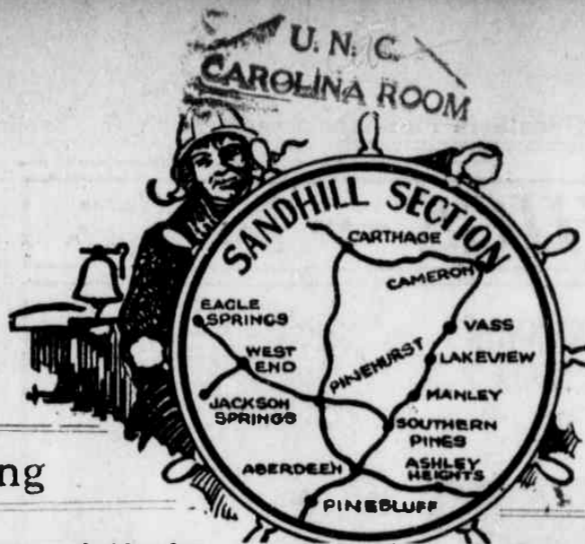 U. N. C.
CAROLINA ROOM
SANDHILL SECTION
CARTHAGE
CAMERON
EAGLE
SPRINGS
VASS
WEST
END
PINEHURST
LAKEVIEW
JACKSON
SPRINGS
MANLEY
SOUTHERN
PINES
ABERDEEN
ASHLEY
HEIGHTS
PINEBLUFF
ng